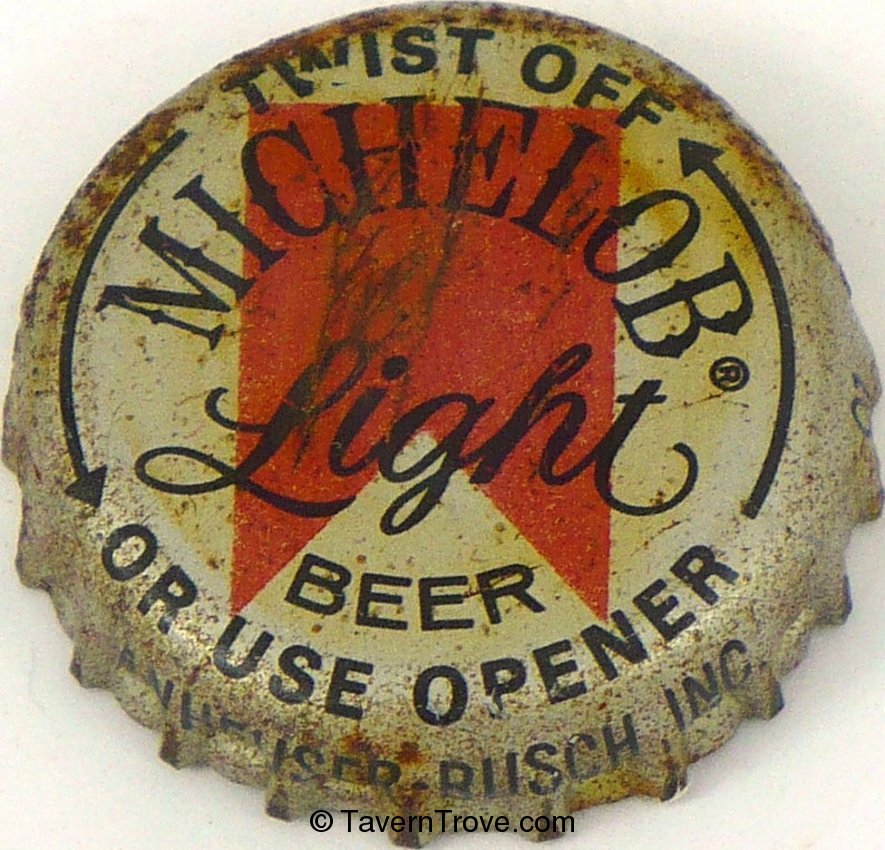 TWIST OFF
MICHELOB®
Light
BEER
OR USE OPENER
ANHEUSER-BUSCH, INC.
© TavernTrove.com